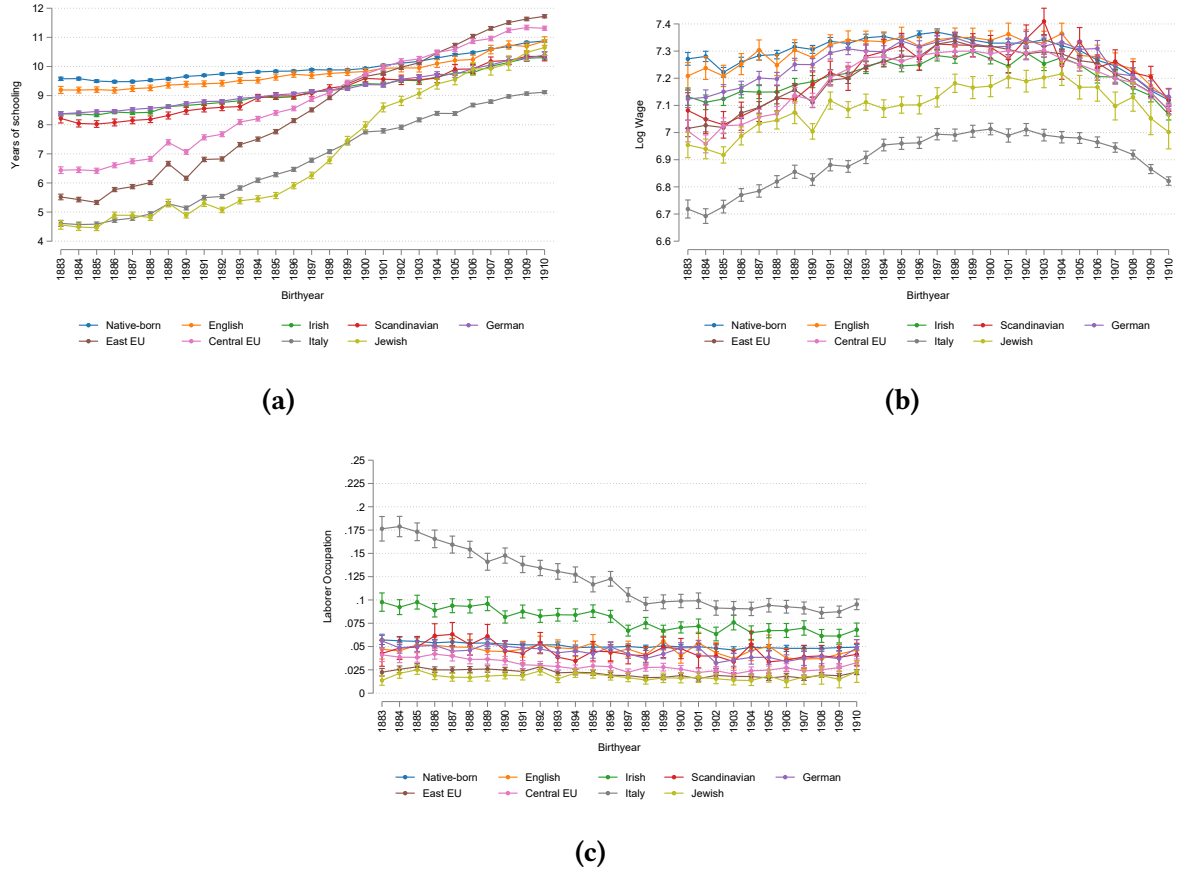 (a)
Years of schooling
12
11
10
9
8
7
6
5
4
1883 1884 1885 1886 1887 1888 1889 1890 1891 1892 1893 1894 1895 1896 1897 1898 1899 1900 1901 1902 1903 1904 1905 1906 1907 1908 1909 1910
Birthyear
Native-born English Irish Scandinavian German
East EU Central EU Italy Jewish
(b)
Log Wage
7.4
7.3
7.2
7.1
7
6.9
6.8
6.7
6.6
1883 1884 1885 1886 1887 1888 1889 1890 1891 1892 1893 1894 1895 1896 1897 1898 1899 1900 1901 1902 1903 1904 1905 1906 1907 1908 1909 1910
Birthyear
Native-born English Irish Scandinavian German
East EU Central EU Italy Jewish
(c)
Laborer Occupation
.25
.225
.2
.175
.15
.125
.1
.075
.05
.025
0
1883 1884 1885 1886 1887 1888 1889 1890 1891 1892 1893 1894 1895 1896 1897 1898 1899 1900 1901 1902 1903 1904 1905 1906 1907 1908 1909 1910
Birthyear
Native-born English Irish Scandinavian German
East EU Central EU Italy Jewish